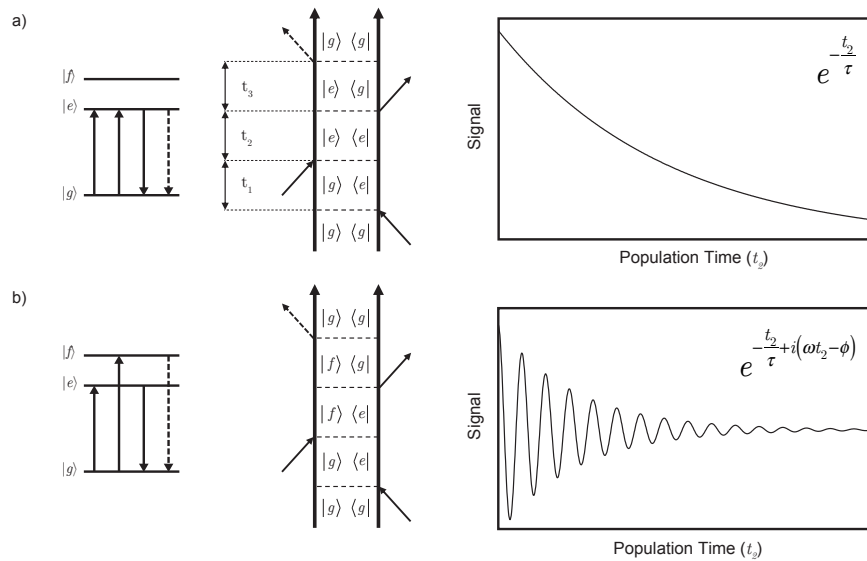 a)
|f⟩
|e⟩
|g⟩
t₃
t₂
t₁
|g⟩ ⟨g|
|e⟩ ⟨g|
|e⟩ ⟨e|
|g⟩ ⟨e|
|g⟩ ⟨g|
Signal
e^{-t₂/τ}
Population Time (t₂)
b)
|f⟩
|e⟩
|g⟩
|g⟩ ⟨g|
|f⟩ ⟨g|
|f⟩ ⟨e|
|g⟩ ⟨e|
|g⟩ ⟨g|
Signal
e^{-t₂/τ+i(ωt₂-ϕ)}
Population Time (t₂)